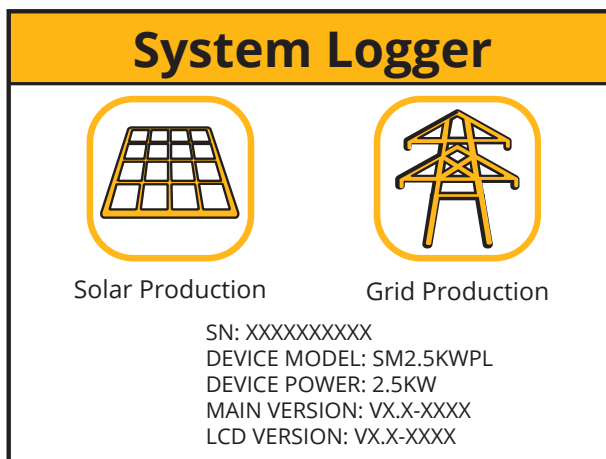 System Logger
Solar Production
Grid Production
SN: XXXXXXXXXX
DEVICE MODEL: SM2.5KWPL
DEVICE POWER: 2.5KW
MAIN VERSION: VX.X-XXXX
LCD VERSION: VX.X-XXXX